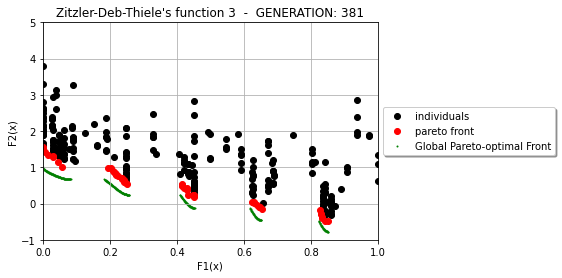 Zitzler-Deb-Thiele's function 3 - GENERATION: 381
5
4
3
2
1
0
−1
F2(x)
0.0 0.2 0.4 0.6 0.8 1.0
F1(x)
individuals
pareto front
Global Pareto-optimal Front